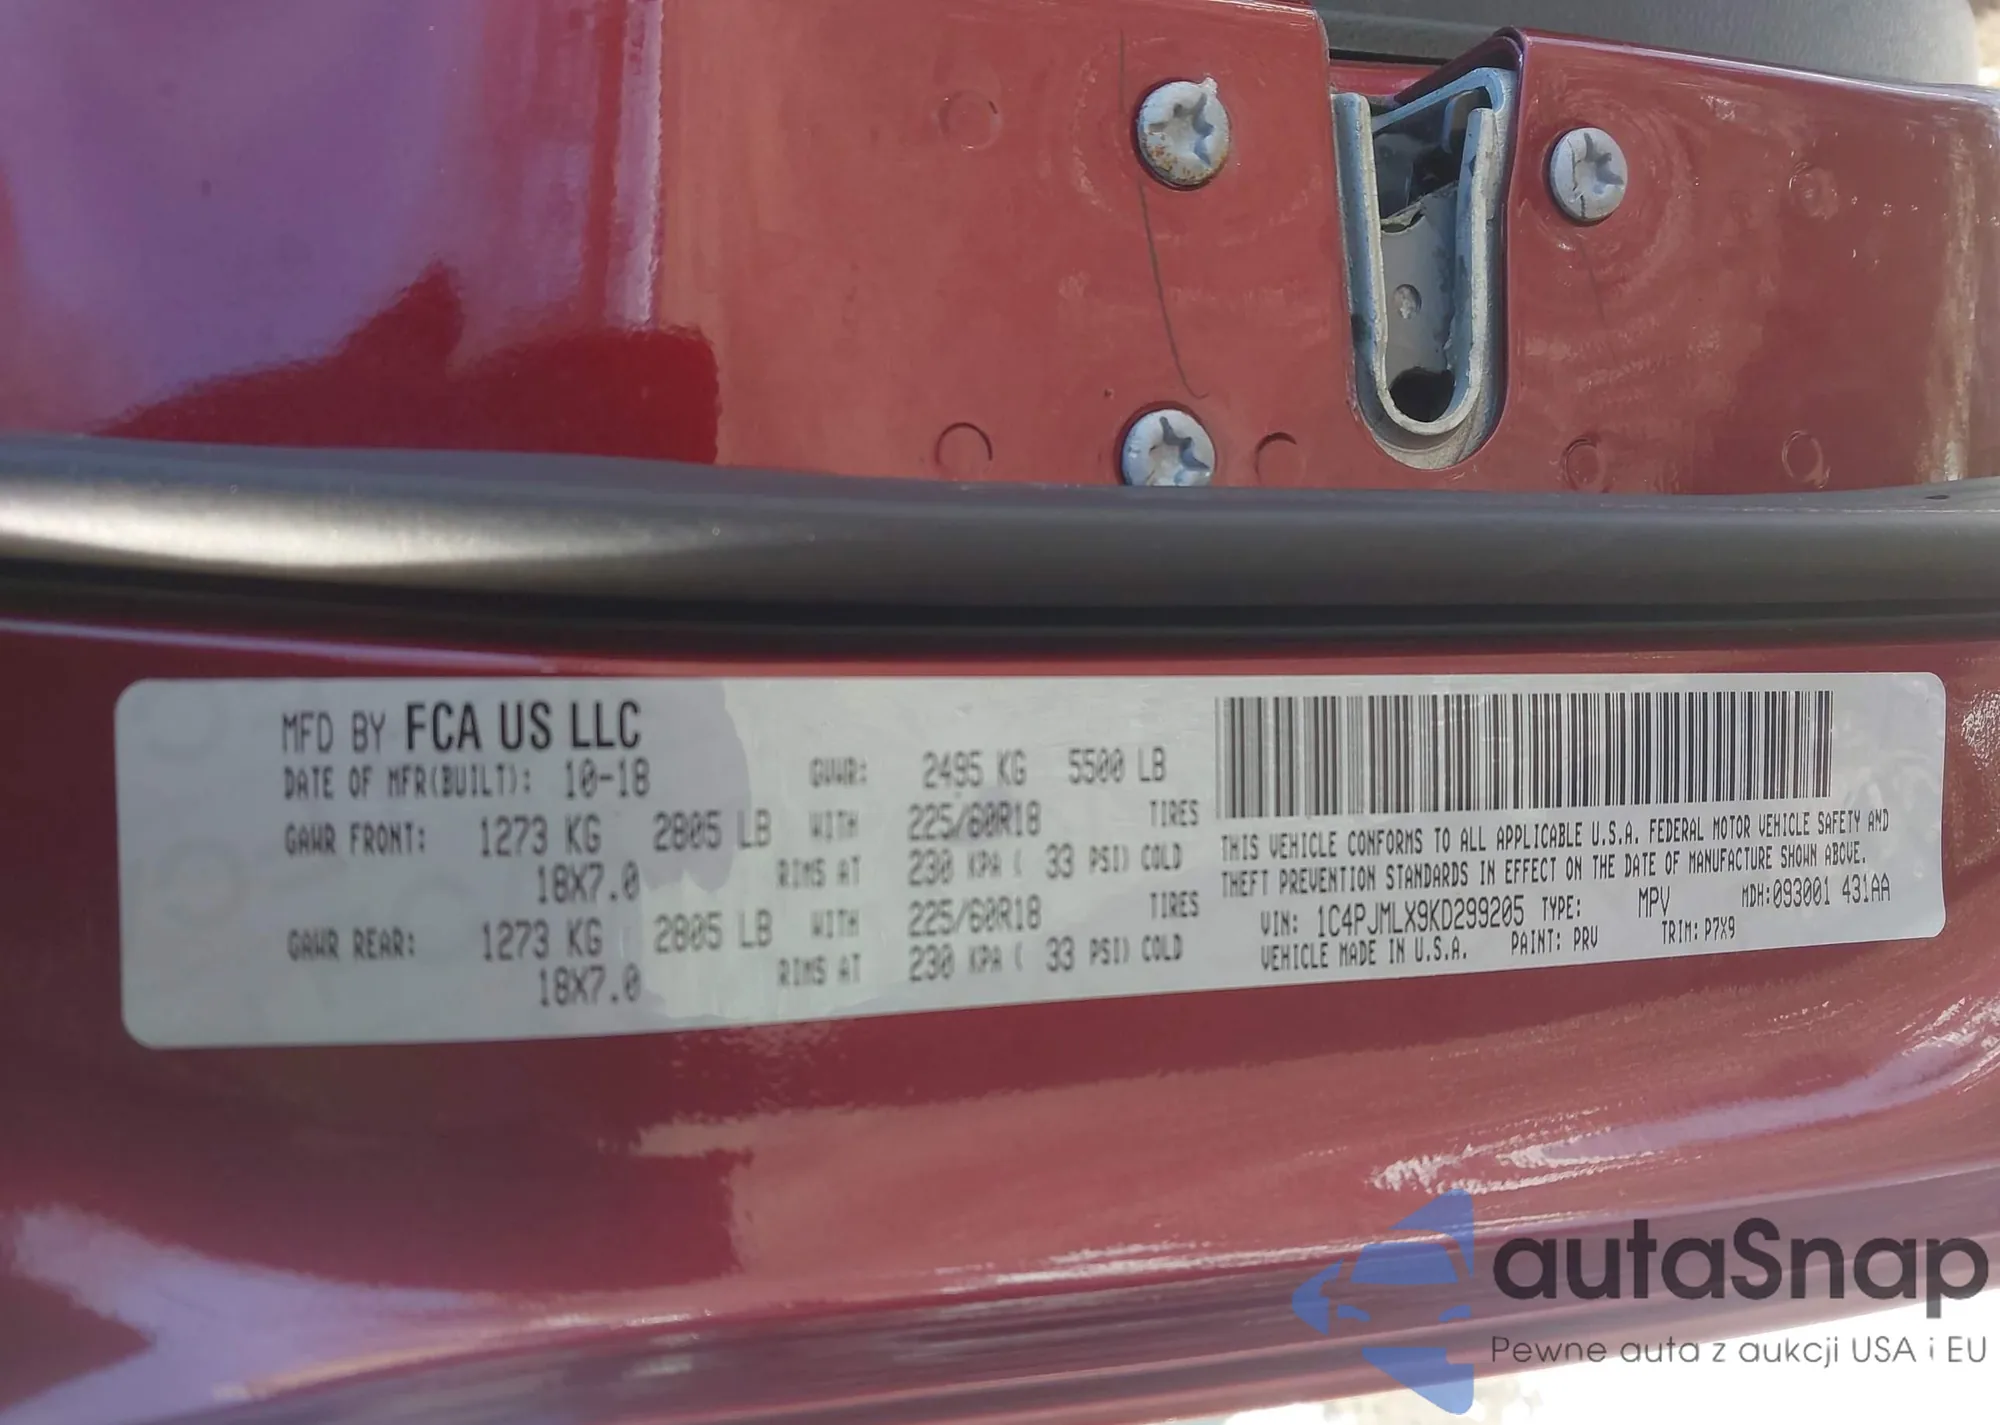 MFD BY FCA US LLC
DATE OF MFR(BUILT): 10-18
GVWR: 2495 KG 5500 LB
GAWR FRONT: 1273 KG 2805 LB WITH 225/60R18 TIRES
18X7.0 RIMS AT 230 KPA ( 33 PSI) COLD
GAWR REAR: 1273 KG 2805 LB WITH 225/60R18 TIRES
18X7.0 RIMS AT 230 KPA ( 33 PSI) COLD
THIS VEHICLE CONFORMS TO ALL APPLICABLE U.S.A. FEDERAL MOTOR VEHICLE SAFETY AND
THEFT PREVENTION STANDARDS IN EFFECT ON THE DATE OF MANUFACTURE SHOWN ABOVE.
VIN: 1C4PJMLX9KD299205 TYPE: MPV MDH:093001 431AA
VEHICLE MADE IN U.S.A. PAINT: PRV TRIM: P7X9
autaSnap
Pewne auta z aukcji USA i EU